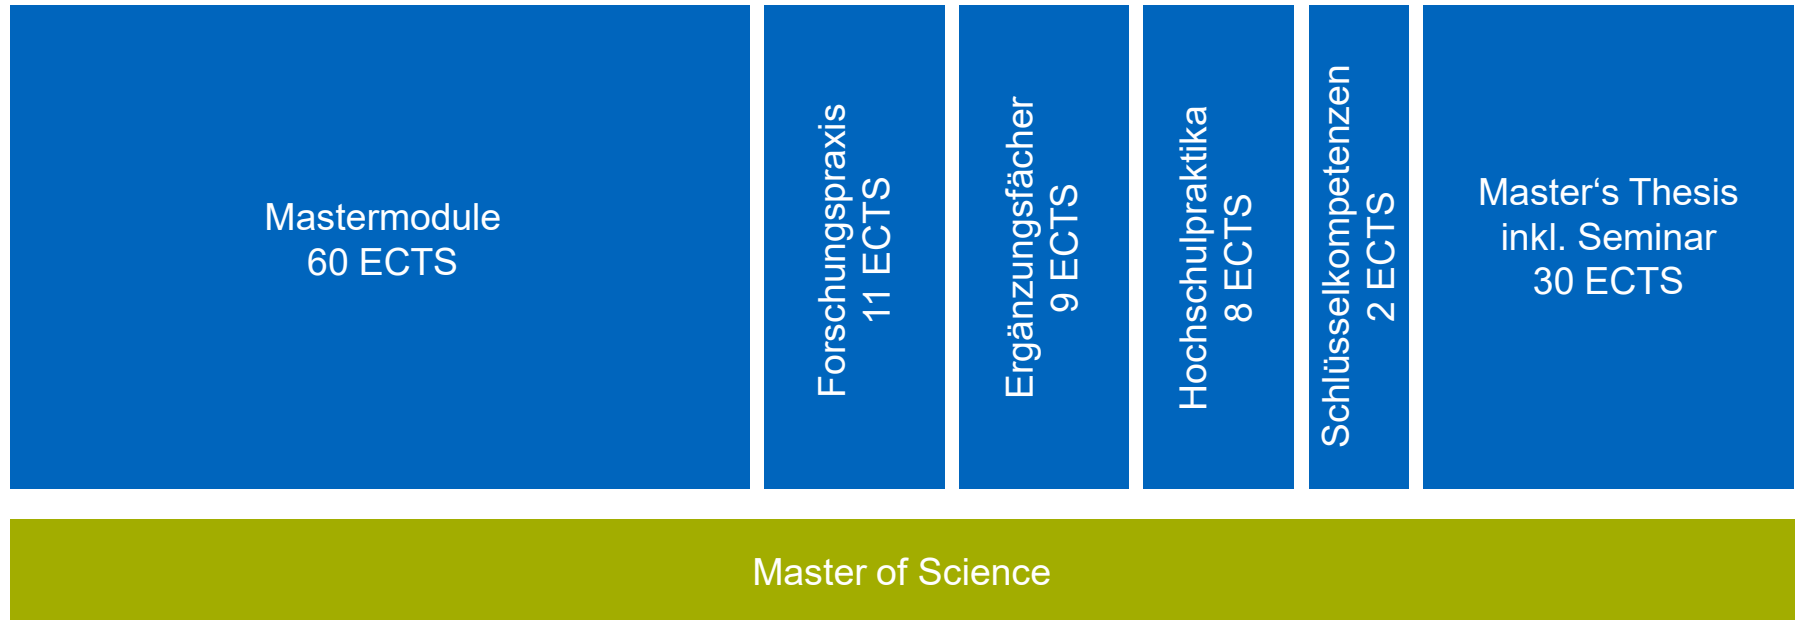 Mastermodule
60 ECTS
Forschungspraxis
11 ECTS
Ergänzungsfächer
9 ECTS
Hochschulpraktika
8 ECTS
Schlüsselkompetenzen
2 ECTS
Master‘s Thesis
inkl. Seminar
30 ECTS
Master of Science